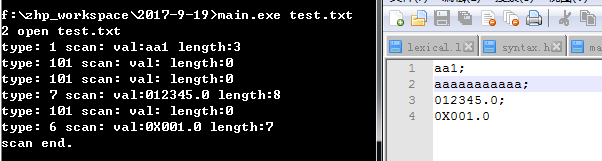 f:\zhp_workspace\2017-9-19>main.exe test.txt
2 open test.txt
type: 1 scan: val:aa1 length:3
type: 101 scan: val: length:0
type: 101 scan: val: length:0
type: 7 scan: val:012345.0 length:8
type: 101 scan: val: length:0
type: 6 scan: val:0X001.0 length:7
scan end.
lexical.l syntax.h
1 aa1;
2 aaaaaaaaaaa;
3 012345.0;
4 0X001.0